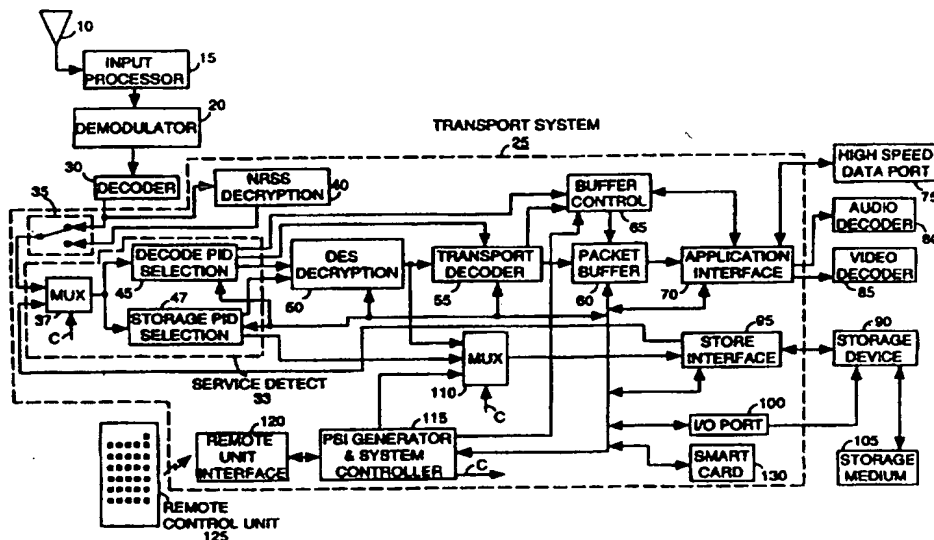 10
INPUT
PROCESSOR
15
20
DEMODULATOR
TRANSPORT SYSTEM
25
30
DECODER
NRSS
DECRYPTION
40
35
BUFFER
CONTROL
65
HIGH SPEED
DATA PORT
75
AUDIO
DECODER
80
DECODE PID
SELECTION
45
DES
DECRYPTION
50
TRANSPORT
DECODER
55
PACKET
BUFFER
60
APPLICATION
INTERFACE
70
VIDEO
DECODER
85
MUX
37
C
47
STORAGE PID
SELECTION
SERVICE DETECT
33
MUX
110
C
95
STORE
INTERFACE
90
STORAGE
DEVICE
100
I/O PORT
120
REMOTE
UNIT
INTERFACE
115
PSI GENERATOR
& SYSTEM
CONTROLLER
C
SMART
CARD
130
105
STORAGE
MEDIUM
REMOTE
CONTROL UNIT
125